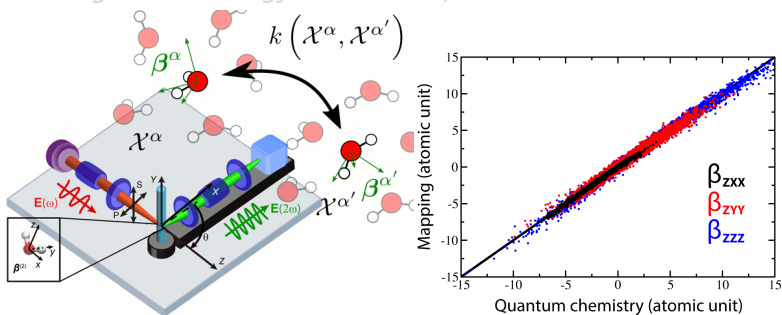 k (𝒳^α, 𝒳^α′)
β^α
𝒳^α
β^α′
𝒳^α′
E(ω)
S
P
Y
X
θ
Z
E(2ω)
z
y
x
β^(2)
Mapping (atomic unit)
15
10
5
0
-5
-10
-15
β_ZXX
β_ZYY
β_ZZZ
-15 -10 -5 0 5 10 15
Quantum chemistry (atomic unit)